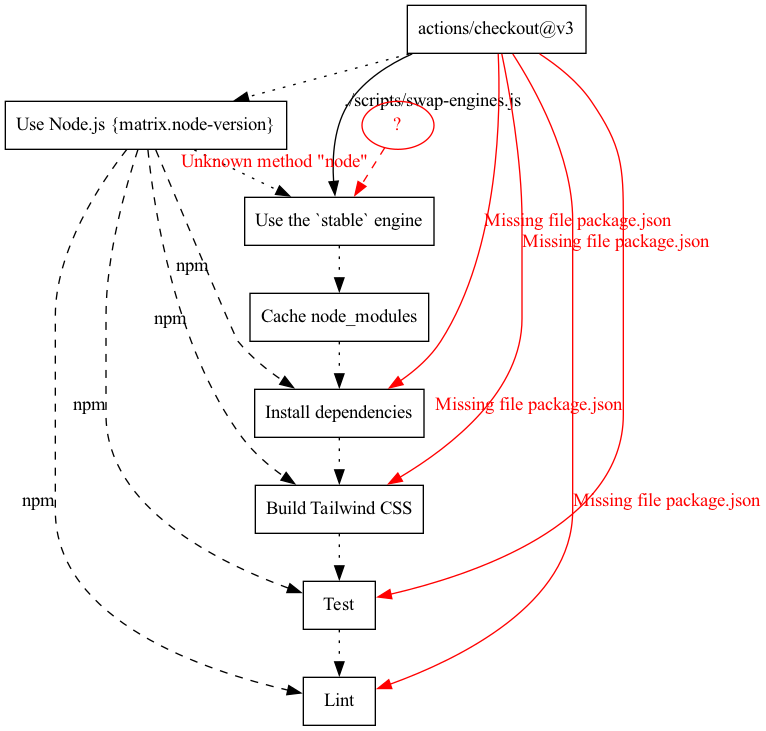 actions/checkout@v3
./scripts/swap-engines.js
Use Node.js {matrix.node-version}
?
Unknown method "node"
Use the `stable` engine
Missing file package.json
Missing file package.json
npm
Cache node_modules
npm
npm
Install dependencies
Missing file package.json
npm
Build Tailwind CSS
Missing file package.json
Test
Lint